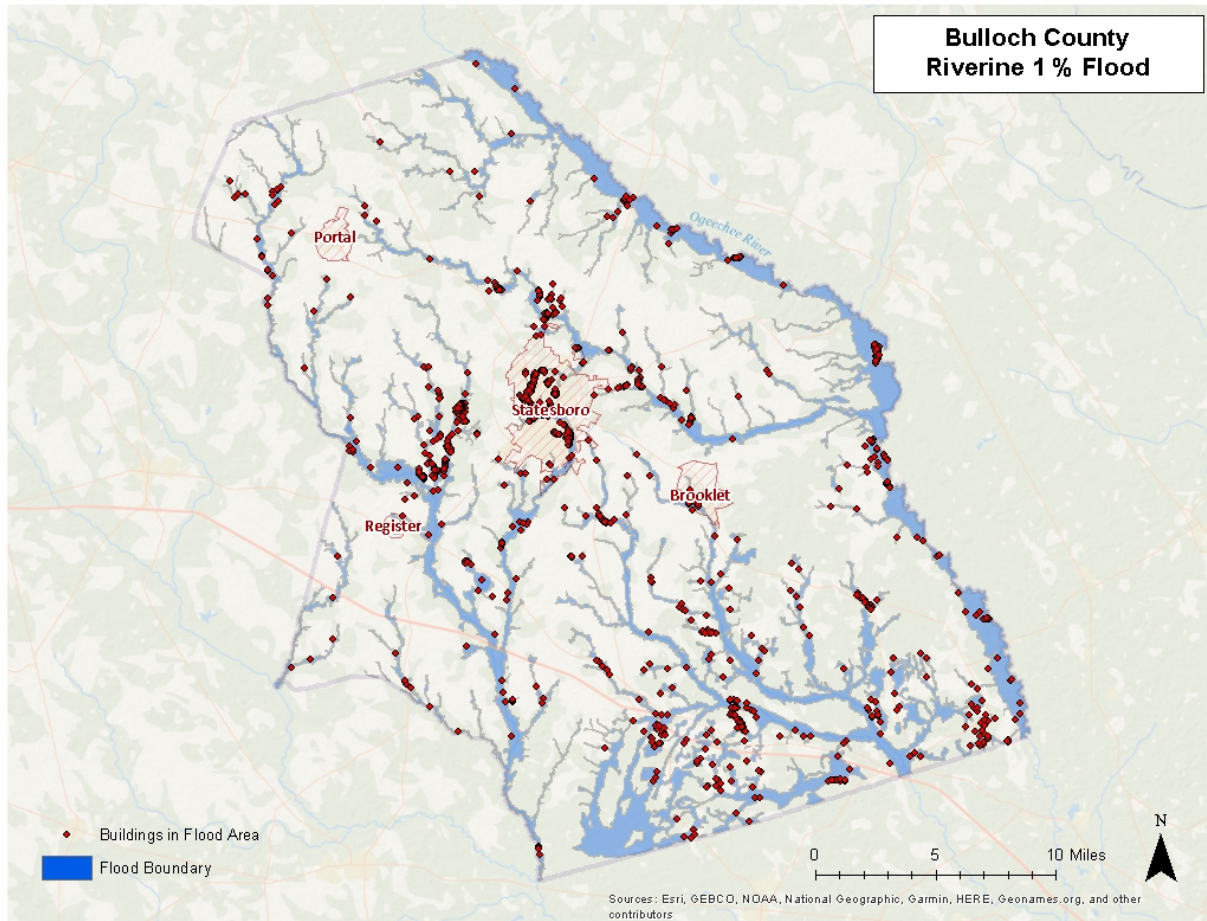 Bulloch County
Riverine 1% Flood
Ogeechee River
Portal
Statesboro
Brooklet
Register
Buildings in Flood Area
Flood Boundary
N
0 5 10 Miles
Sources: Esri, GEBCO, NOAA, National Geographic, Garmin, HERE, Geonames.org, and other
contributors